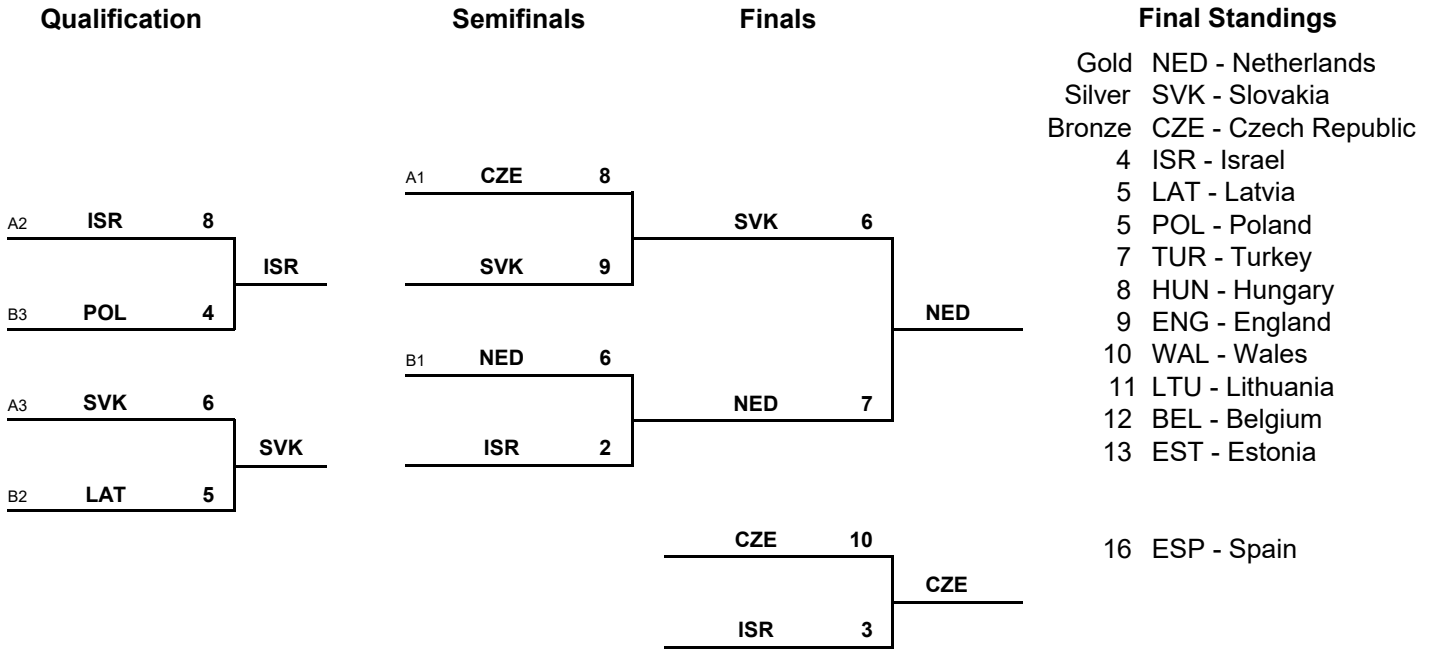 Qualification Semifinals Finals Final Standings
Gold NED - Netherlands
Silver SVK - Slovakia
Bronze CZE - Czech Republic
4 ISR - Israel
5 LAT - Latvia
5 POL - Poland
7 TUR - Turkey
8 HUN - Hungary
9 ENG - England
10 WAL - Wales
11 LTU - Lithuania
12 BEL - Belgium
13 EST - Estonia
16 ESP - Spain
A2 ISR 8
ISR
B3 POL 4
A3 SVK 6
SVK
B2 LAT 5
A1 CZE 8
SVK 9
B1 NED 6
ISR 2
SVK 6
NED
NED 7
CZE 10
CZE
ISR 3